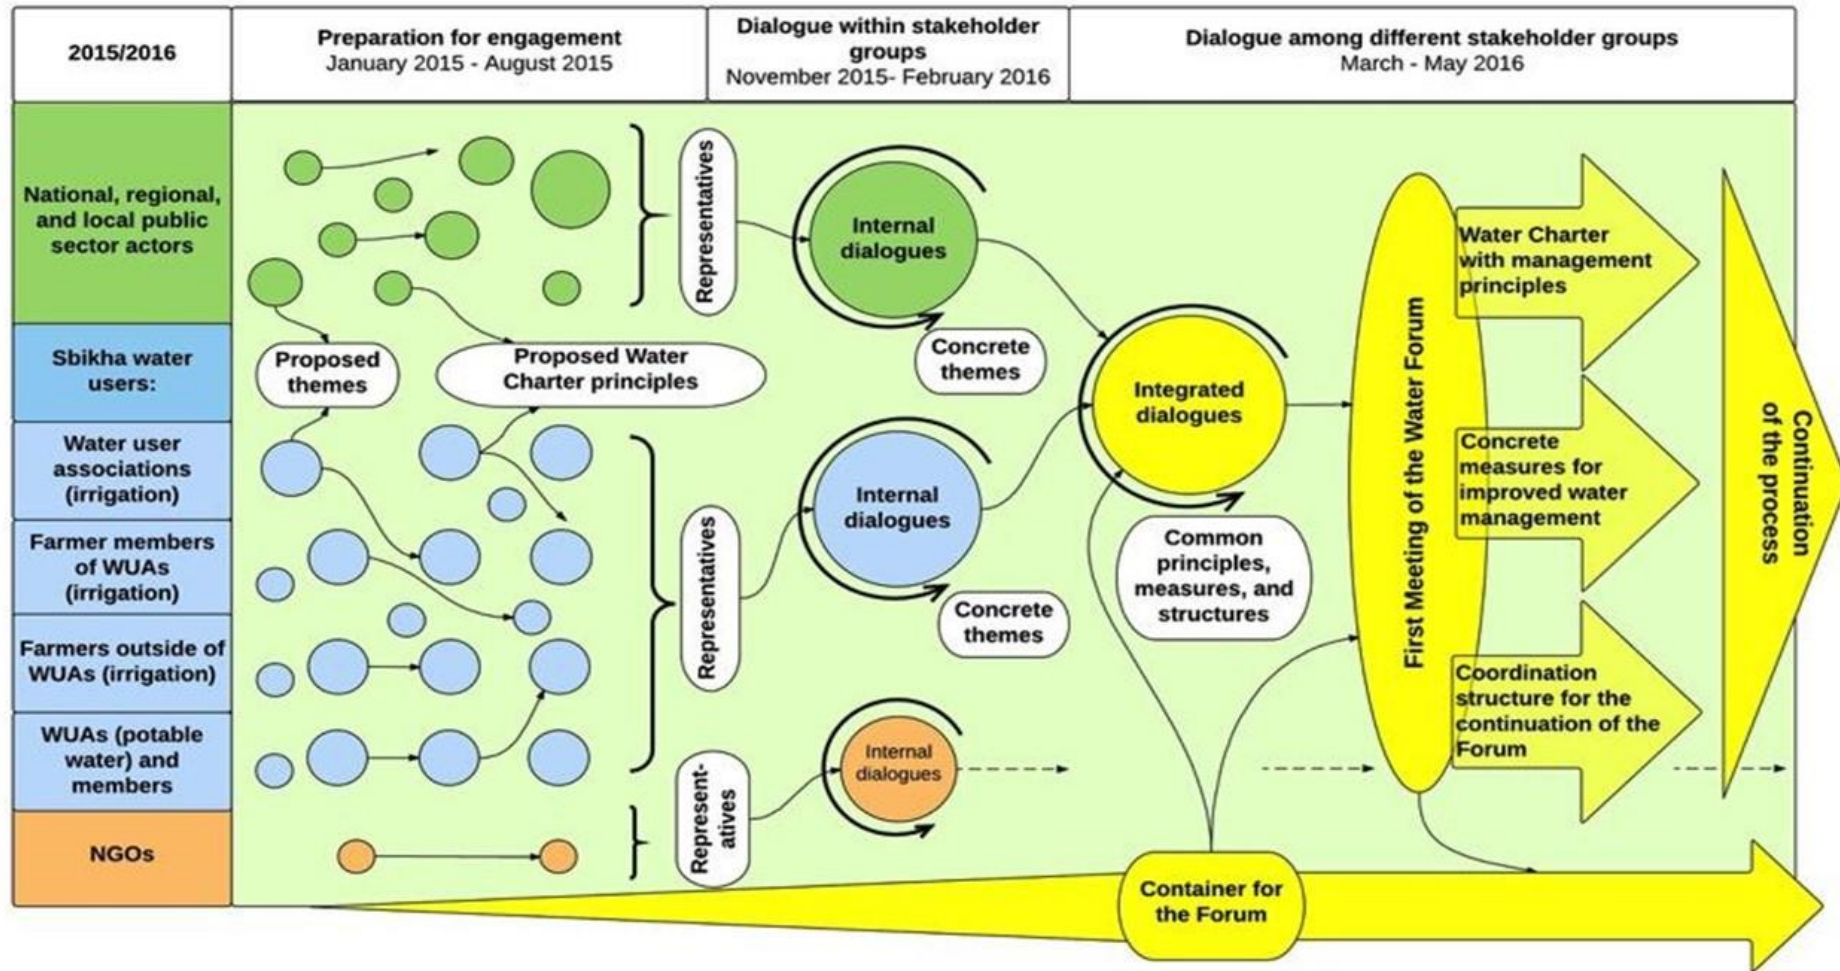 2015/2016
Preparation for engagement
January 2015 - August 2015
Dialogue within stakeholder
groups
November 2015- February 2016
Dialogue among different stakeholder groups
March - May 2016
National, regional,
and local public
sector actors
Sbikha water
users:
Water user
associations
(irrigation)
Farmer members
of WUAs
(irrigation)
Farmers outside of
WUAs (irrigation)
WUAs (potable
water) and
members
NGOs
Proposed
themes
Proposed Water
Charter principles
Representatives
Representatives
Represent-
atives
Internal
dialogues
Concrete
themes
Internal
dialogues
Concrete
themes
Internal
dialogues
Integrated
dialogues
Common
principles,
measures, and
structures
Container for
the Forum
First Meeting of the Water Forum
Water Charter
with management
principles
Concrete
measures for
improved water
management
Coordination
structure for the
continuation of the
Forum
Continuation
of the process